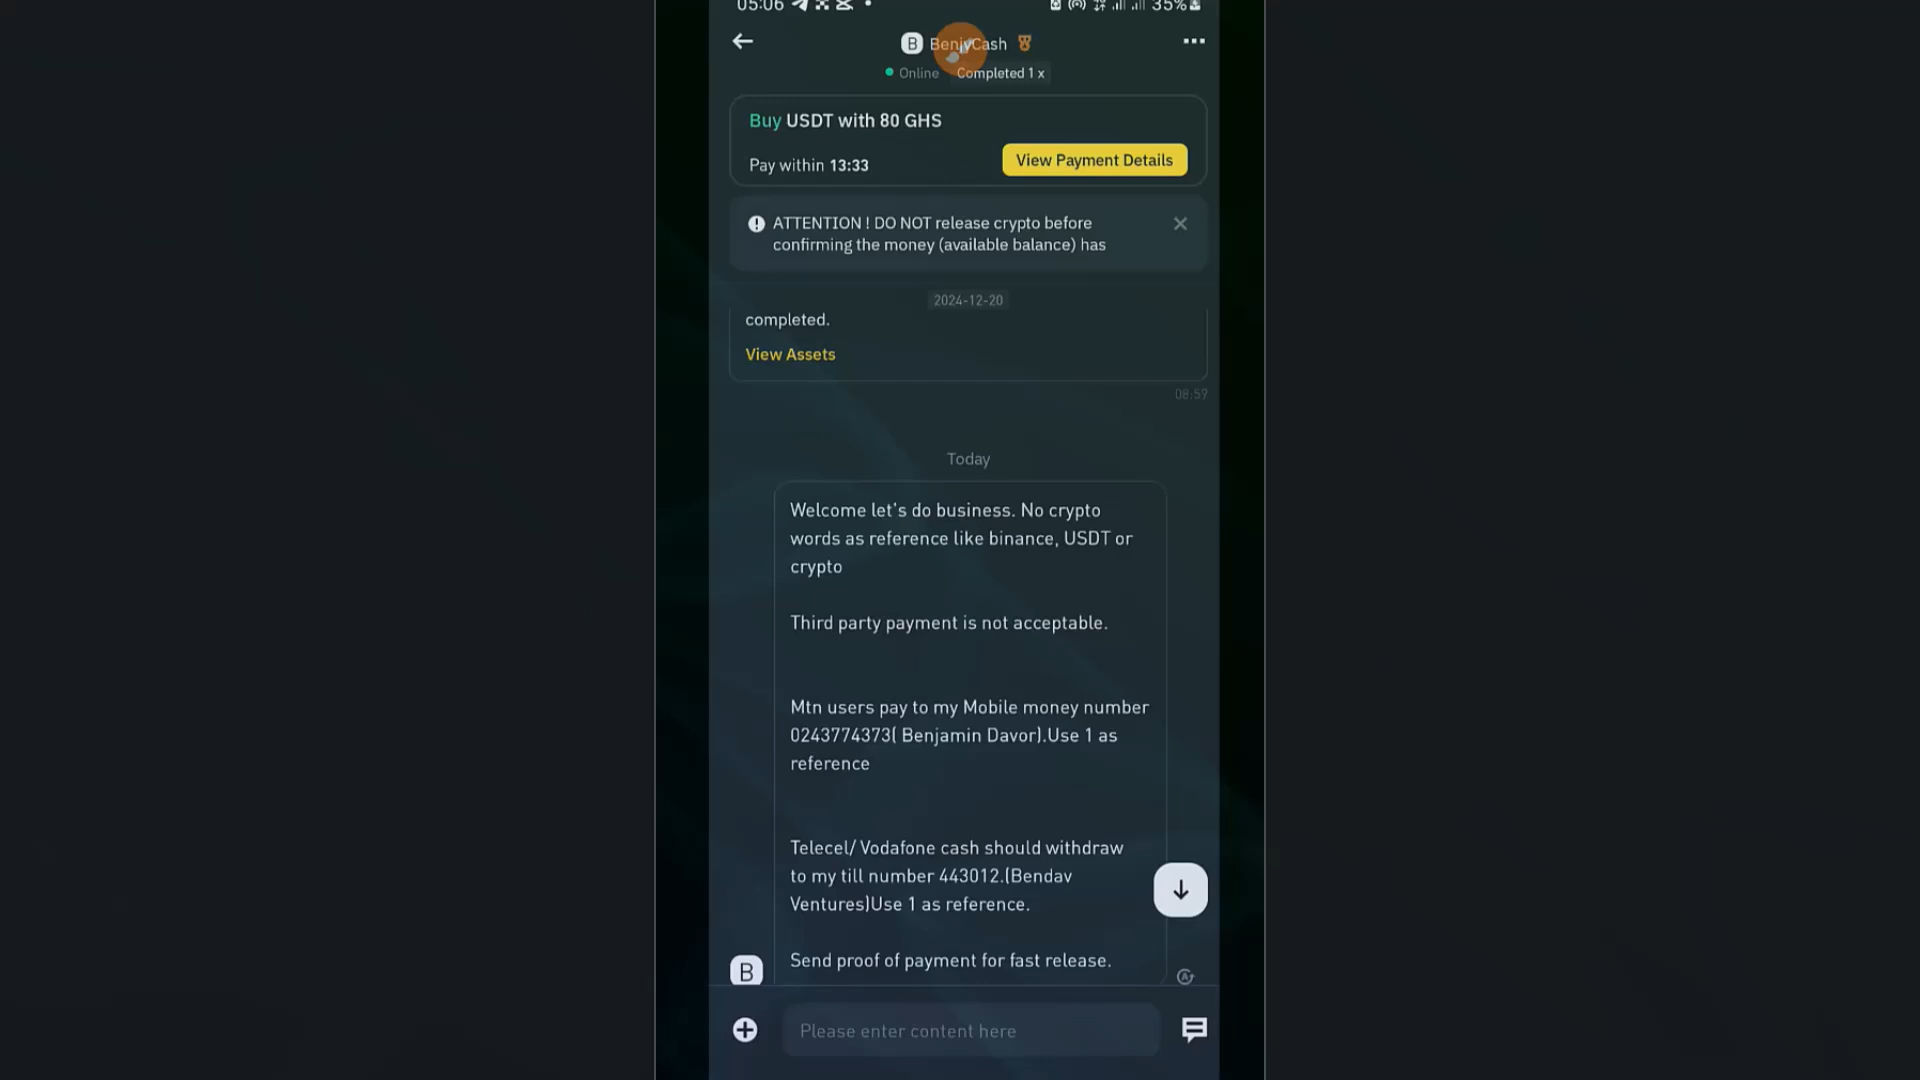 05:06
35%
B BenjyCash
Online Completed 1 x
Buy USDT with 80 GHS
Pay within 13:33
View Payment Details
ATTENTION ! DO NOT release crypto before
confirming the money (available balance) has
2024-12-20
completed.
View Assets
08:59
Today
Welcome let's do business. No crypto
words as reference like binance, USDT or
crypto
Third party payment is not acceptable.
Mtn users pay to my Mobile money number
0243774373( Benjamin Davor).Use 1 as
reference
Telecel/ Vodafone cash should withdraw
to my till number 443012.(Bendav
Ventures)Use 1 as reference.
Send proof of payment for fast release.
B
Please enter content here